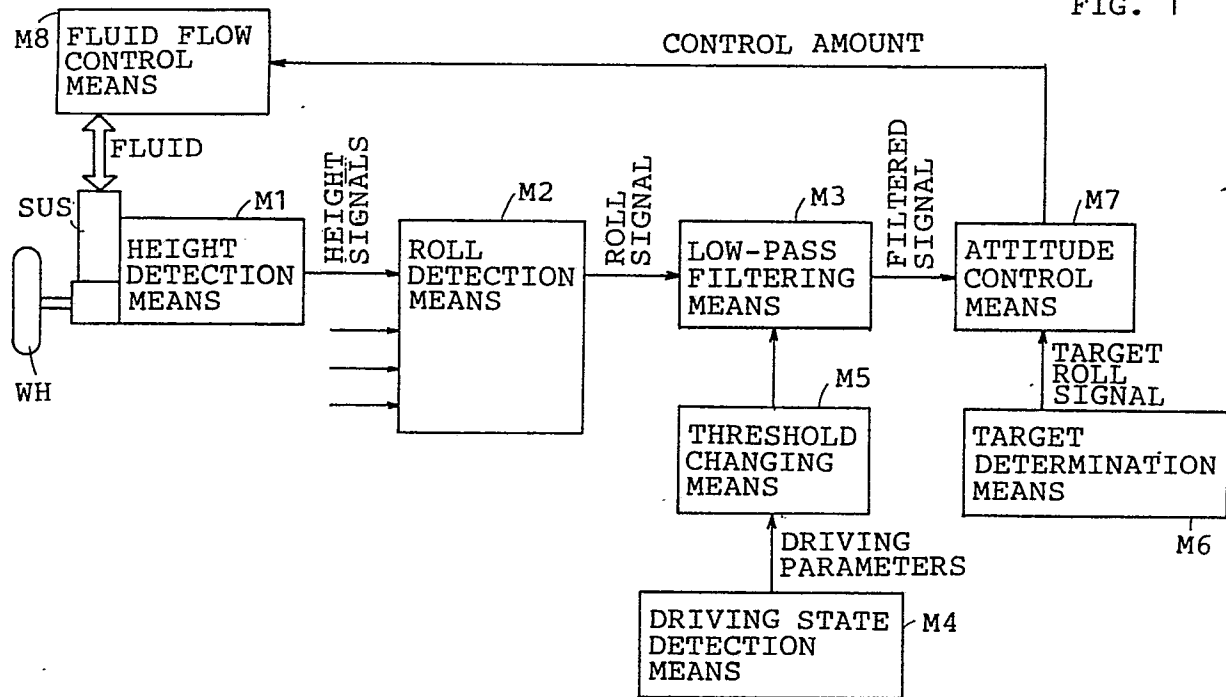 FIG. 1
M8
FLUID FLOW
CONTROL
MEANS
CONTROL AMOUNT
FLUID
SUS
M1
HEIGHT
DETECTION
MEANS
WH
HEIGHT
SIGNALS
M2
ROLL
DETECTION
MEANS
ROLL
SIGNAL
M3
LOW-PASS
FILTERING
MEANS
FILTERED
SIGNAL
M7
ATTITUDE
CONTROL
MEANS
TARGET
ROLL
SIGNAL
M5
THRESHOLD
CHANGING
MEANS
TARGET
DETERMINATION
MEANS
M6
DRIVING
PARAMETERS
DRIVING STATE
DETECTION
MEANS
M4